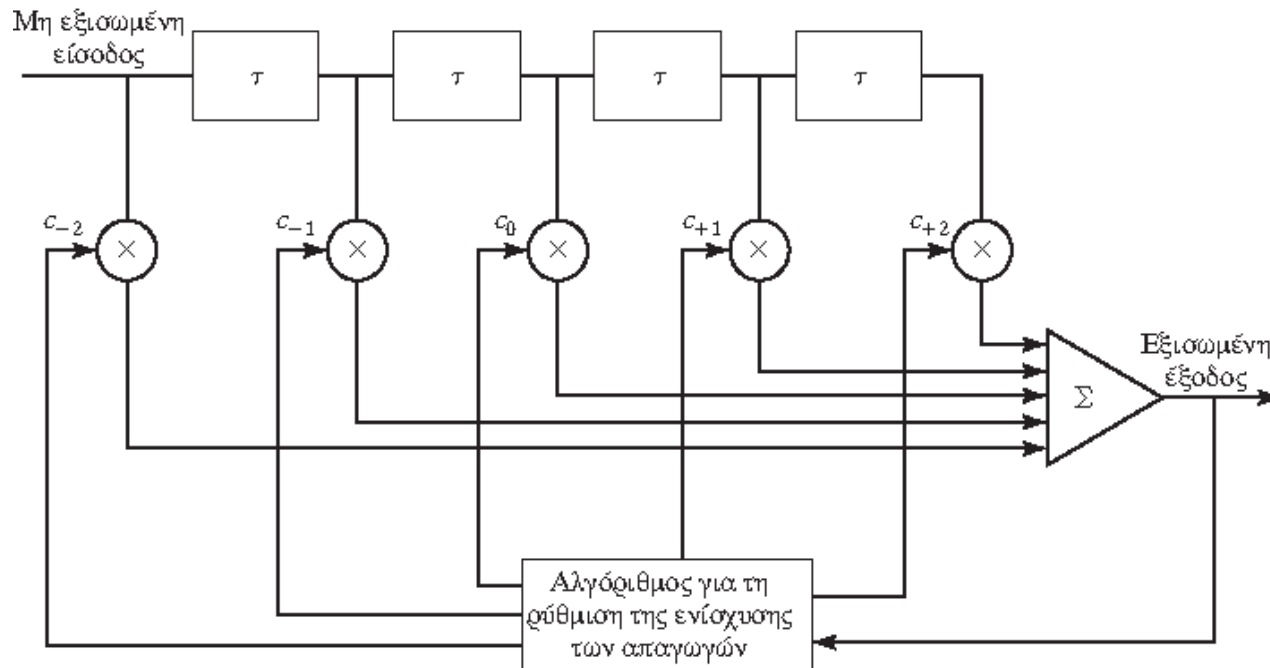 Μη εξισωμένη
είσοδος
τ
τ
τ
τ
c₋₂
c₋₁
c₀
c₊₁
c₊₂
×
×
×
×
×
Εξισωμένη
έξοδος
Σ
Αλγόριθμος για τη
ρύθμιση της ενίσχυσης
των απαγωγών